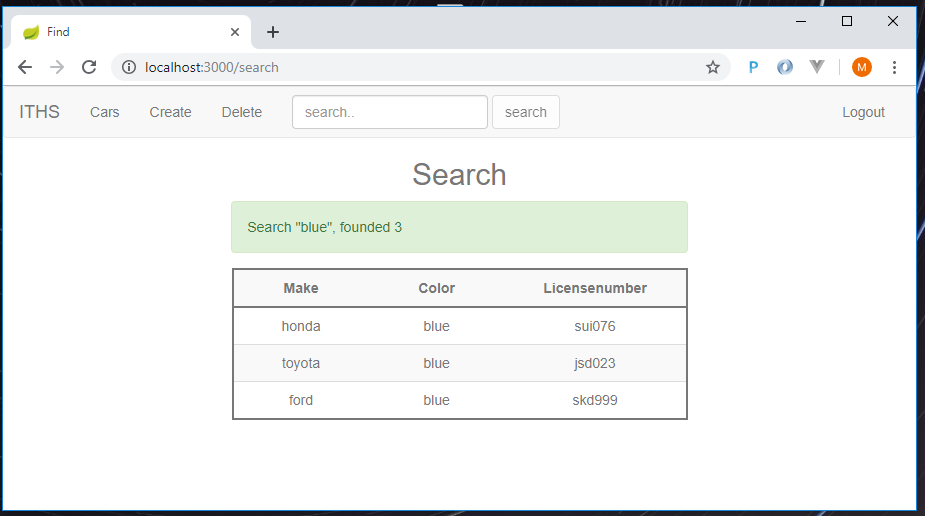 Find
localhost:3000/search
P
M
ITHS Cars Create Delete search.. search Logout
Search
Search "blue", founded 3
Make Color Licensenumber
honda blue sui076
toyota blue jsd023
ford blue skd999